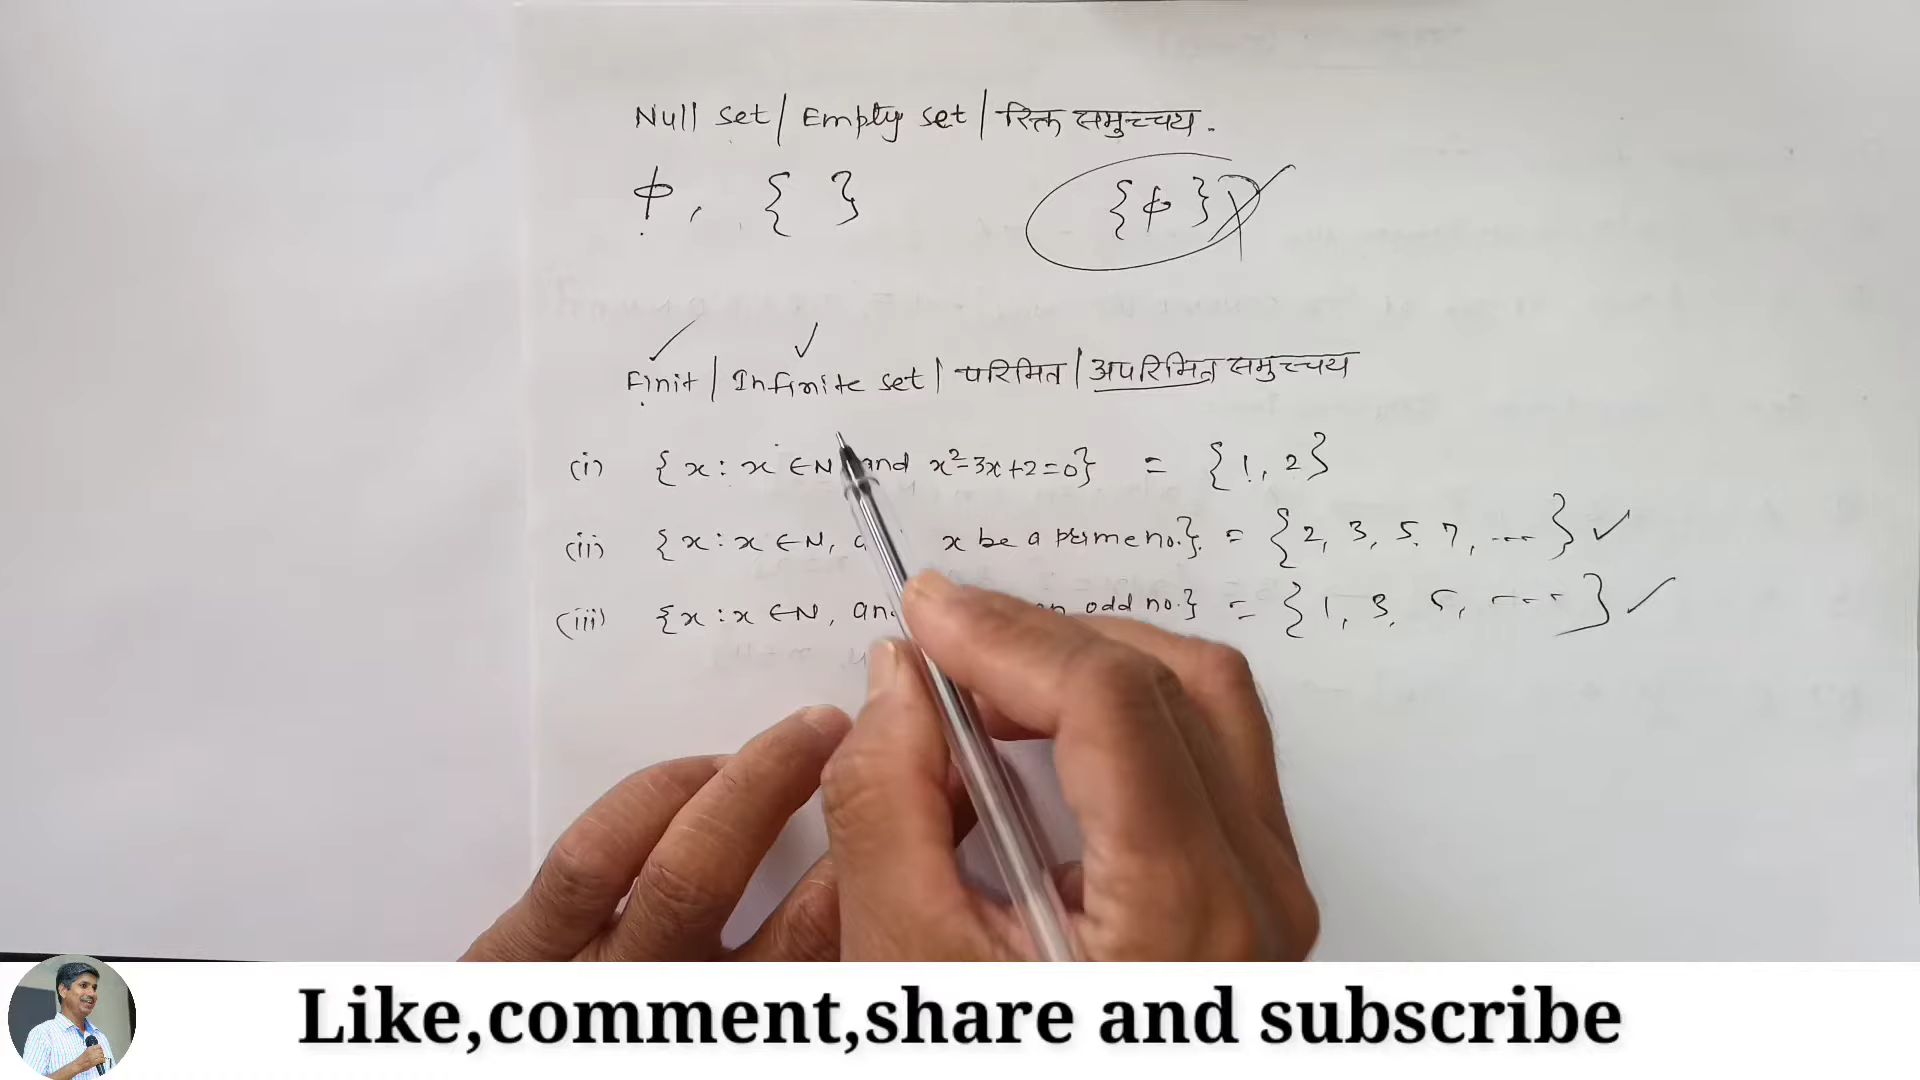 Null set / Empty set / रिक्त समुच्चय.
ϕ, { } {ϕ}
Finit / Infinite set / परिमित / अपरिमित समुच्चय
(i) {x : x ∈ N and x²-3x+2=0} = {1, 2}
(ii) {x : x ∈ N, x be a prime no.}. = {2, 3, 5, 7, ---}
(iii) {x : x ∈ N, and odd no.} = {1, 3, 5, ----}
Like,comment,share and subscribe